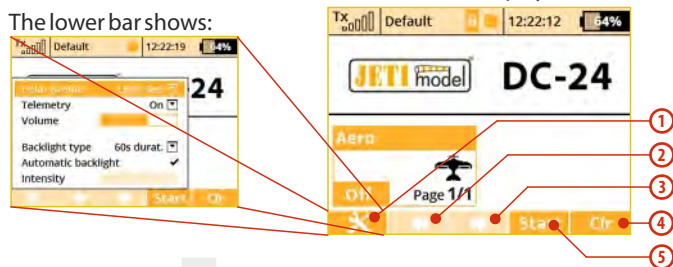 The lower bar shows:
Tx Default 12:22:19 64%
24
Telemetry On
Volume
Backlight type 60s durat.
Automatic backlight
Intensity
Start Clr
Tx Default 12:22:12 64%
JETI model DC-24
Aero
Off Page 1/1
Start Clr
1
2
3
4
5